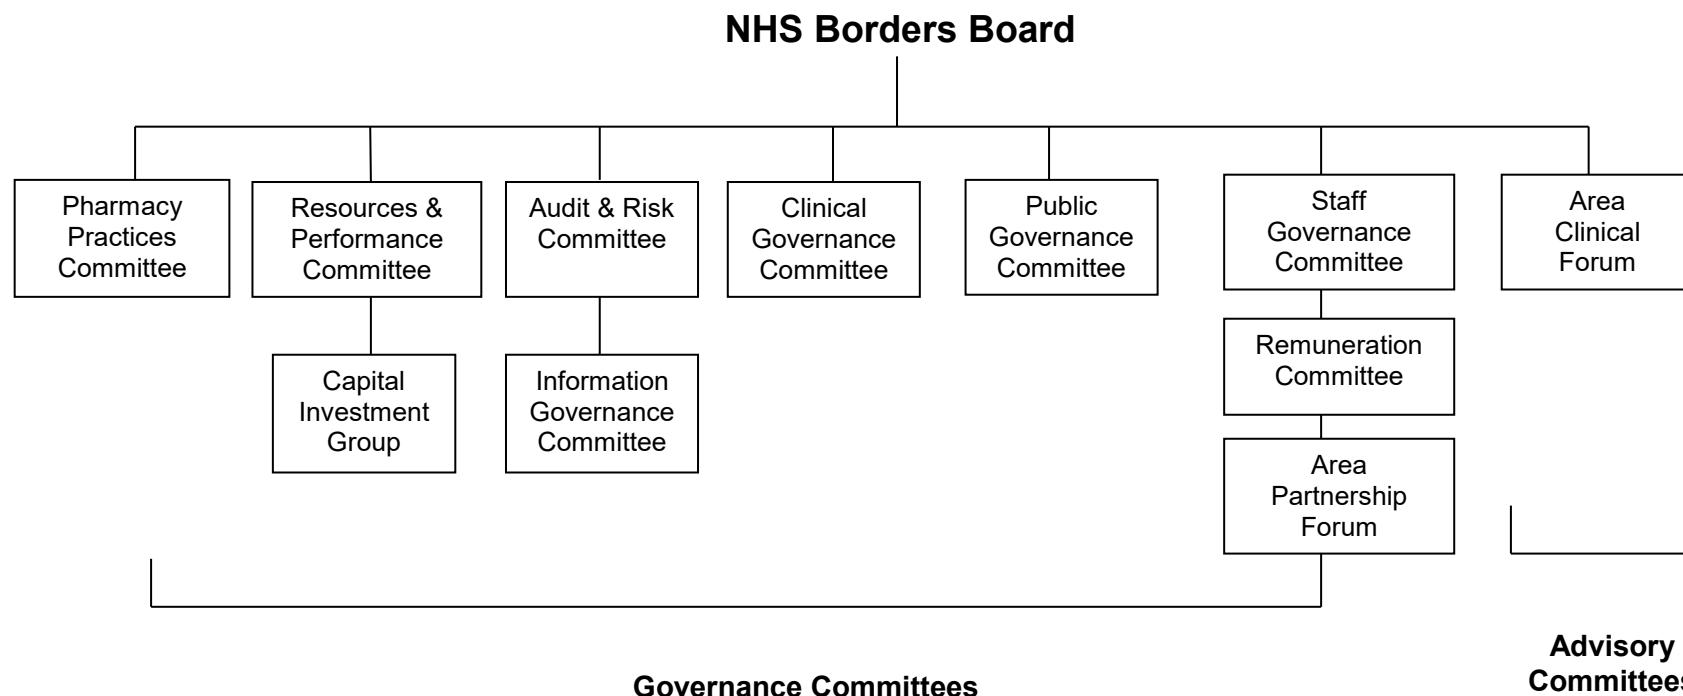 NHS Borders Board
Pharmacy
Practices
Committee
Resources &
Performance
Committee
Audit & Risk
Committee
Clinical
Governance
Committee
Public
Governance
Committee
Staff
Governance
Committee
Area
Clinical
Forum
Capital
Investment
Group
Information
Governance
Committee
Remuneration
Committee
Area
Partnership
Forum
Governance Committees
Advisory
Committees